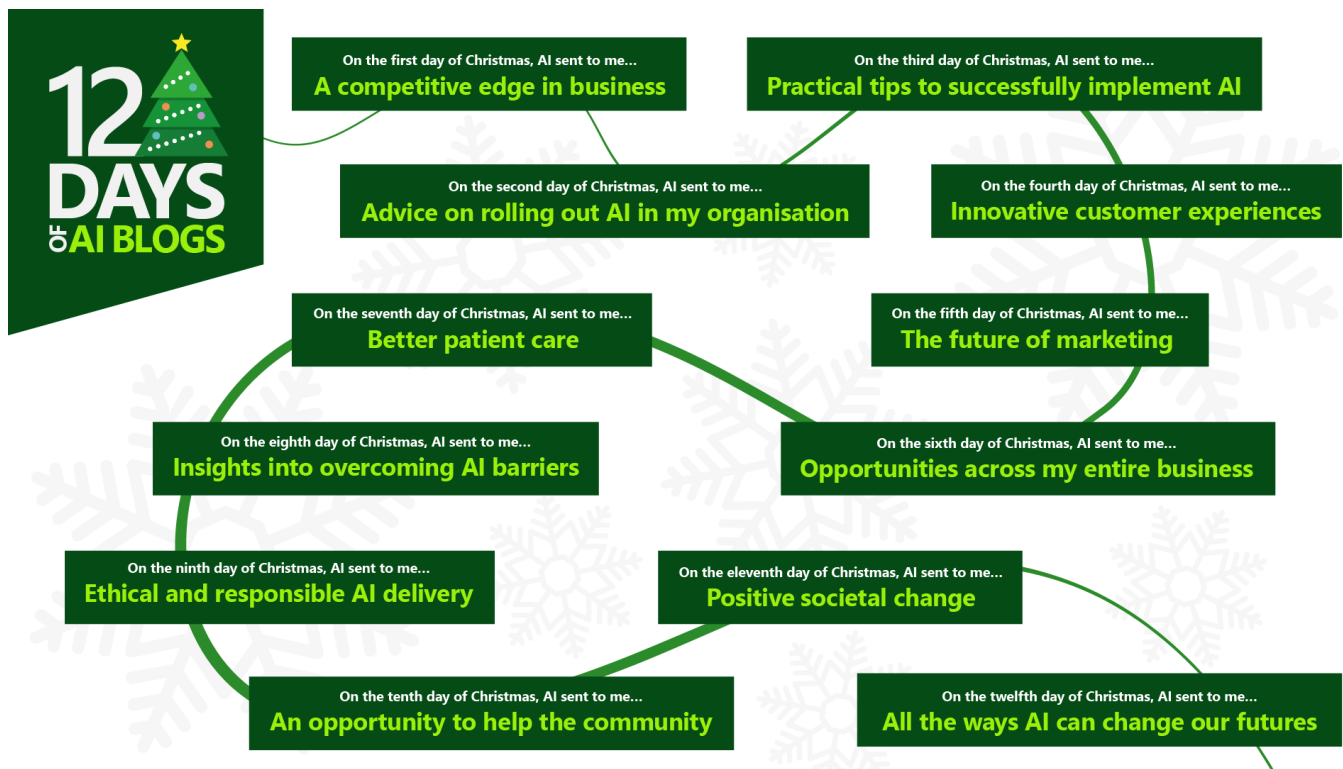 12
DAYS
OF AI BLOGS
On the first day of Christmas, AI sent to me...
A competitive edge in business
On the second day of Christmas, AI sent to me...
Advice on rolling out AI in my organisation
On the third day of Christmas, AI sent to me...
Practical tips to successfully implement AI
On the fourth day of Christmas, AI sent to me...
Innovative customer experiences
On the fifth day of Christmas, AI sent to me...
The future of marketing
On the sixth day of Christmas, AI sent to me...
Opportunities across my entire business
On the seventh day of Christmas, AI sent to me...
Better patient care
On the eighth day of Christmas, AI sent to me...
Insights into overcoming AI barriers
On the ninth day of Christmas, AI sent to me...
Ethical and responsible AI delivery
On the tenth day of Christmas, AI sent to me...
An opportunity to help the community
On the eleventh day of Christmas, AI sent to me...
Positive societal change
On the twelfth day of Christmas, AI sent to me...
All the ways AI can change our futures